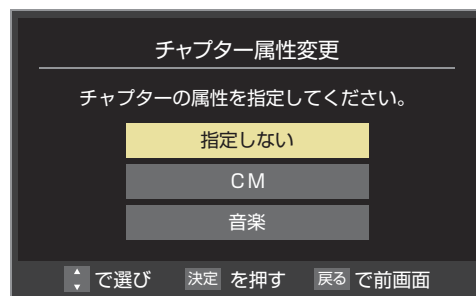 チャプター属性変更
チャプターの属性を指定してください。
指定しない
CM
音楽
で選び 決定 を押す 戻る で前画面